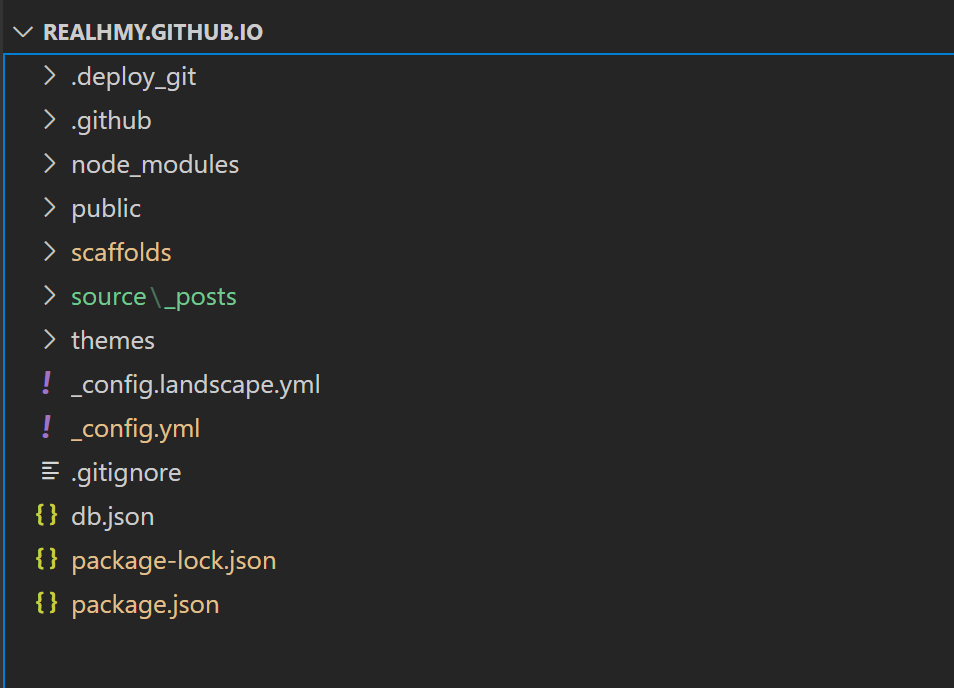 REALHMY.GITHUB.IO
.deploy_git
.github
node_modules
public
scaffolds
source\_posts
themes
! _config.landscape.yml
! _config.yml
.gitignore
{} db.json
{} package-lock.json
{} package.json